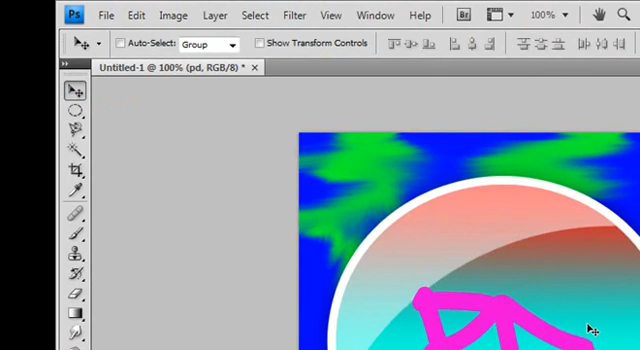 Ps File Edit Image Layer Select Filter View Window Help Br 100%
Auto-Select: Group Show Transform Controls
Untitled-1 @ 100% (pd, RGB/8) * ×